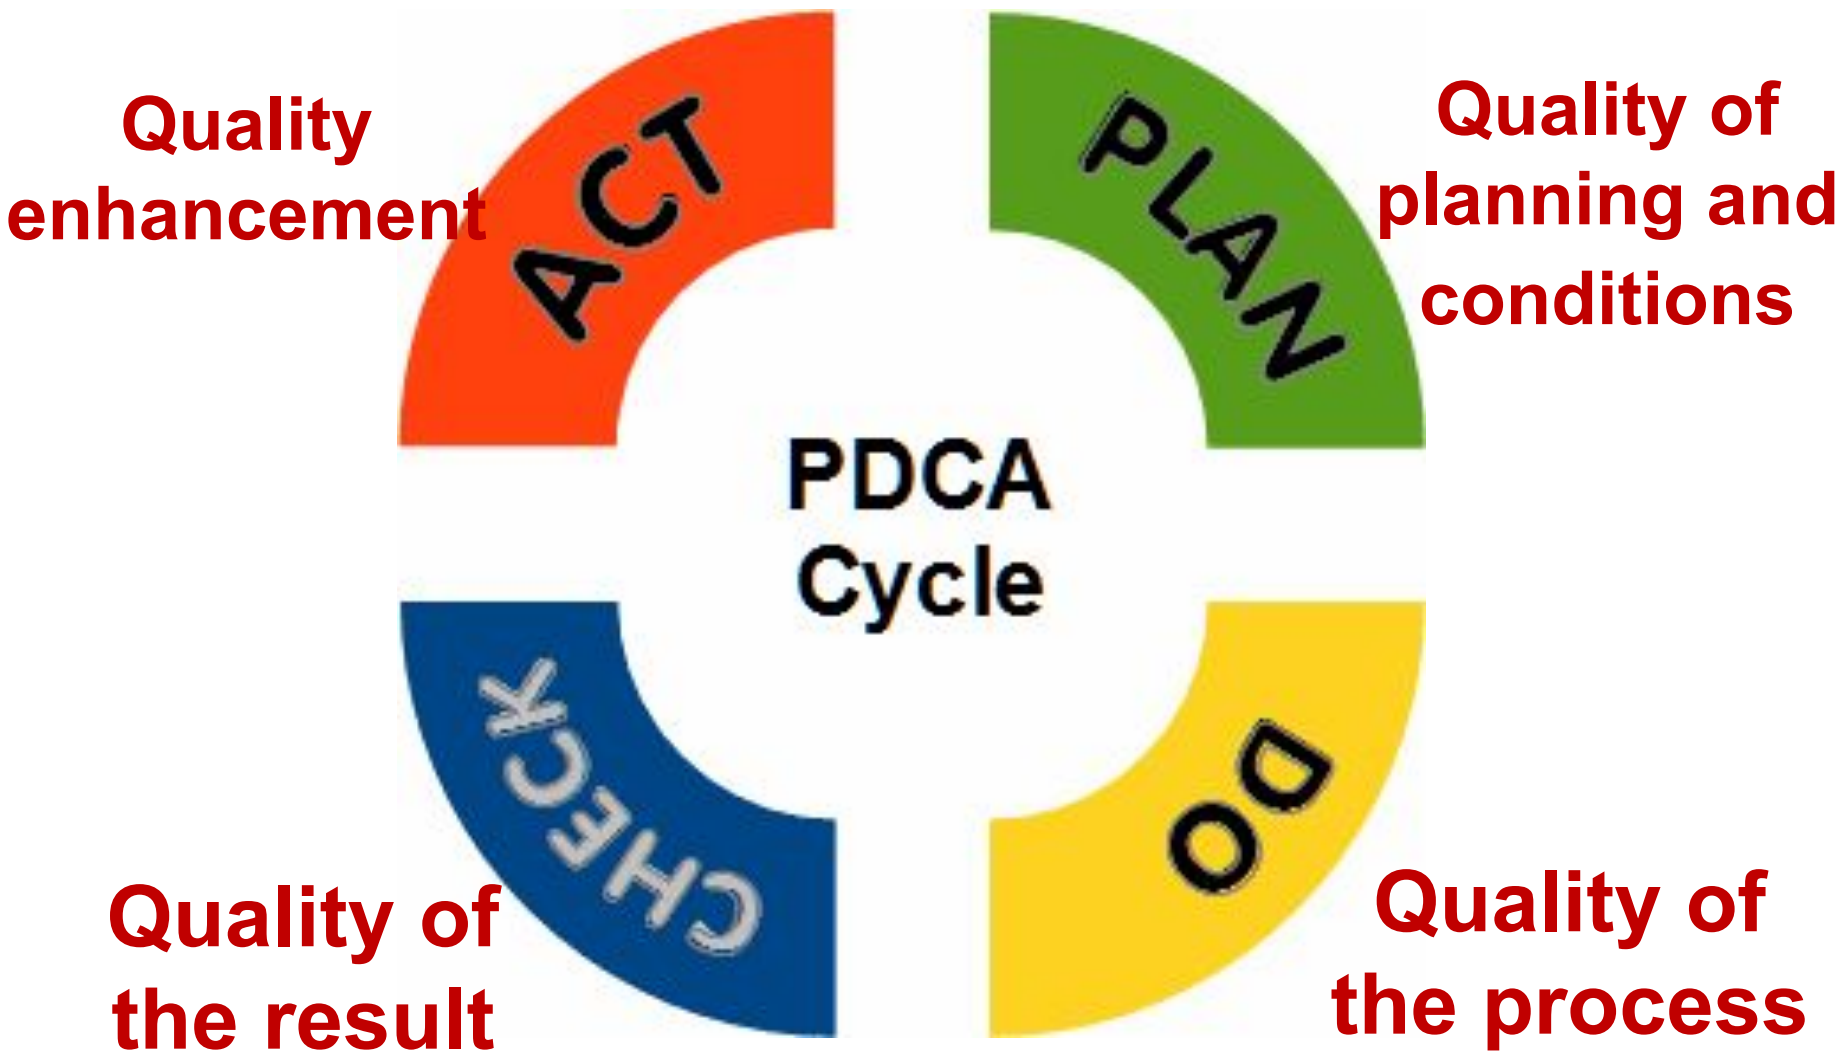 Quality
enhancement
ACT
PLAN
Quality of
planning and
conditions
PDCA
Cycle
CHECK
DO
Quality of
the result
Quality of
the process